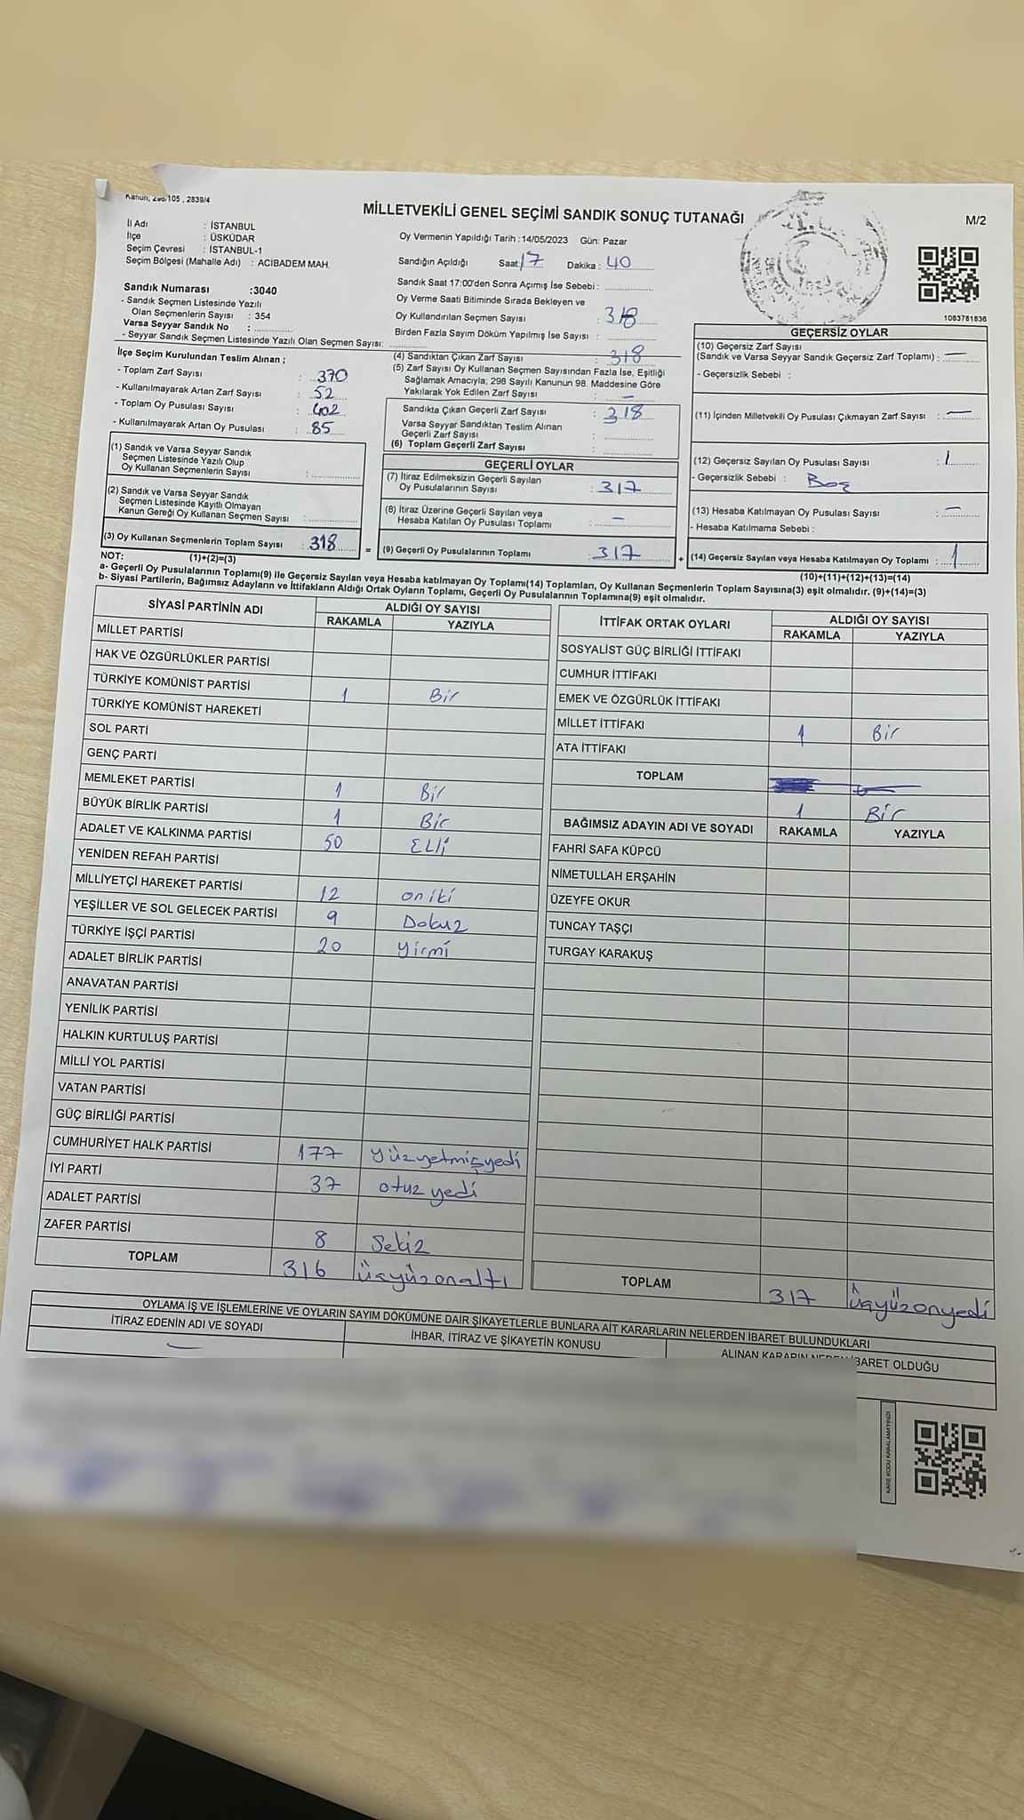 Kanun; 298/105 , 2839/4
MİLLETVEKİLİ GENEL SEÇİMİ SANDIK SONUÇ TUTANAĞI
M/2
İl Adı : İSTANBUL
İlçe : ÜSKÜDAR
Seçim Çevresi : İSTANBUL-1
Seçim Bölgesi (Mahalle Adı) : ACIBADEM MAH.
Oy Vermenin Yapıldığı Tarih :14/05/2023 Gün: Pazar
Sandığın Açıldığı Saat: 17 Dakika : 40
Sandık Saat 17:00'den Sonra Açımış İse Sebebi :
Oy Verme Saati Bitiminde Sırada Bekleyen ve
Oy Kullandırılan Seçmen Sayısı : 318
Birden Fazla Sayım Döküm Yapılmış İse Sayısı :
1083781836
Sandık Numarası :3040
- Sandık Seçmen Listesinde Yazılı
Olan Seçmenlerin Sayısı : 354
Varsa Seyyar Sandık No :
- Seyyar Sandık Seçmen Listesinde Yazılı Olan Seçmen Sayısı:
İlçe Seçim Kurulundan Teslim Alınan ;
- Toplam Zarf Sayısı : 370
- Kullanılmayarak Artan Zarf Sayısı : 52
- Toplam Oy Pusulası Sayısı : 402
- Kullanılmayarak Artan Oy Pusulası : 85
(1) Sandık ve Varsa Seyyar Sandık
Seçmen Listesinde Yazılı Olup
Oy Kullanan Seçmenlerin Sayısı :
(2) Sandık ve Varsa Seyyar Sandık
Seçmen Listesinde Kayıtlı Olmayan
Kanun Gereği Oy Kullanan Seçmen Sayısı :
(3) Oy Kullanan Seçmenlerin Toplam Sayısı : 318
(4) Sandıktan Çıkan Zarf Sayısı : 318
(5) Zarf Sayısı Oy Kullanan Seçmen Sayısından Fazla İse, Eşitliği
Sağlamak Amacıyla; 298 Sayılı Kanunun 98. Maddesine Göre
Yakılarak Yok Edilen Zarf Sayısı : –
Sandıkta Çıkan Geçerli Zarf Sayısı : 318
Varsa Seyyar Sandıktan Teslim Alınan
Geçerli Zarf Sayısı :
(6) Toplam Geçerli Zarf Sayısı :
GEÇERLİ OYLAR
(7) İtiraz Edilmeksizin Geçerli Sayılan
Oy Pusulalarının Sayısı : 317
(8) İtiraz Üzerine Geçerli Sayılan veya
Hesaba Katılan Oy Pusulası Toplamı : –
= (9) Geçerli Oy Pusulalarının Toplamı : 317
GEÇERSİZ OYLAR
(10) Geçersiz Zarf Sayısı
(Sandık ve Varsa Seyyar Sandık Geçersiz Zarf Toplamı) : –
- Geçersizlik Sebebi :
(11) İçinden Milletvekili Oy Pusulası Çıkmayan Zarf Sayısı : –
(12) Geçersiz Sayılan Oy Pusulası Sayısı : 1
- Geçersizlik Sebebi : Boş
(13) Hesaba Katılmayan Oy Pusulası Sayısı : –
- Hesaba Katılmama Sebebi :
+ (14) Geçersiz Sayılan veya Hesaba Katılmayan Oy Toplamı : 1
NOT: (1)+(2)=(3)
(10)+(11)+(12)+(13)=(14)
a- Geçerli Oy Pusulalarının Toplamı(9) ile Geçersiz Sayılan veya Hesaba katılmayan Oy Toplamı(14) Toplamları, Oy Kullanan Seçmenlerin Toplam Sayısına(3) eşit olmalıdır. (9)+(14)=(3)
b- Siyasi Partilerin, Bağımsız Adayların ve İttifakların Aldığı Ortak Oyların Toplamı, Geçerli Oy Pusulalarının Toplamına(9) eşit olmalıdır.
SİYASİ PARTİNİN ADI ALDIĞI OY SAYISI
RAKAMLA YAZIYLA
MİLLET PARTİSİ
HAK VE ÖZGÜRLÜKLER PARTİSİ
TÜRKİYE KOMÜNİST PARTİSİ 1 Bir
TÜRKİYE KOMÜNİST HAREKETİ
SOL PARTİ
GENÇ PARTİ
MEMLEKET PARTİSİ 1 Bir
BÜYÜK BİRLİK PARTİSİ 1 Bir
ADALET VE KALKINMA PARTİSİ 50 Elli
YENİDEN REFAH PARTİSİ
MİLLİYETÇİ HAREKET PARTİSİ 12 oniki
YEŞİLLER VE SOL GELECEK PARTİSİ 9 Dokuz
TÜRKİYE İŞÇİ PARTİSİ 20 yirmi
ADALET BİRLİK PARTİSİ
ANAVATAN PARTİSİ
YENİLİK PARTİSİ
HALKIN KURTULUŞ PARTİSİ
MİLLİ YOL PARTİSİ
VATAN PARTİSİ
GÜÇ BİRLİĞİ PARTİSİ
CUMHURİYET HALK PARTİSİ 177 yüzyetmişyedi
İYİ PARTİ 37 otuzyedi
ADALET PARTİSİ
ZAFER PARTİSİ 8 Sekiz
TOPLAM 316 üçyüzonaltı
İTTİFAK ORTAK OYLARI ALDIĞI OY SAYISI
RAKAMLA YAZIYLA
SOSYALİST GÜÇ BİRLİĞİ İTTİFAKI
CUMHUR İTTİFAKI
EMEK VE ÖZGÜRLÜK İTTİFAKI
MİLLET İTTİFAKI 1 Bir
ATA İTTİFAKI
TOPLAM
1 Bir
BAĞIMSIZ ADAYIN ADI VE SOYADI RAKAMLA YAZIYLA
FAHRİ SAFA KÜPCÜ
NİMETULLAH ERŞAHİN
ÜZEYFE OKUR
TUNCAY TAŞÇI
TURGAY KARAKUŞ
TOPLAM 317 üçyüzonyedi
OYLAMA İŞ VE İŞLEMLERİNE VE OYLARIN SAYIM DÖKÜMÜNE DAİR ŞİKAYETLERLE BUNLARA AİT KARARLARIN NELERDEN İBARET BULUNDUKLARI
İTİRAZ EDENİN ADI VE SOYADI
İHBAR, İTİRAZ VE ŞİKAYETİN KONUSU
ALINAN KARARIN NEDEN İBARET OLDUĞU
–
KARE KODU KARALAMAYINIZ!